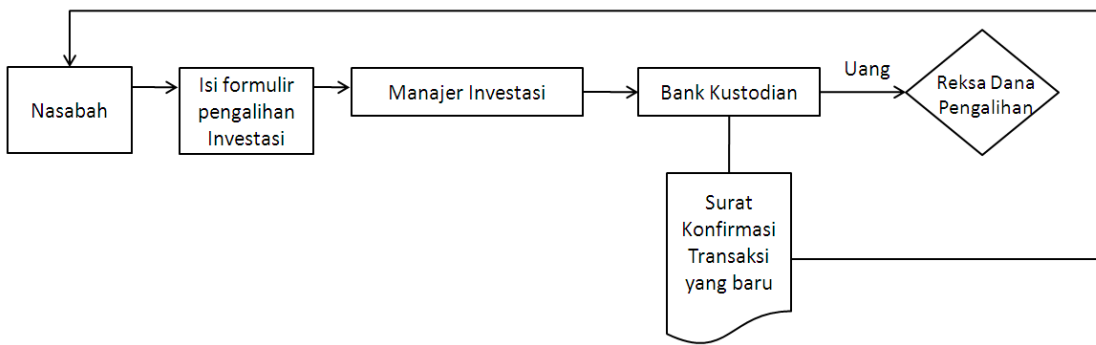 Nasabah
Isi formulir
pengalihan
Investasi
Manajer Investasi
Bank Kustodian
Uang
Reksa Dana
Pengalihan
Surat
Konfirmasi
Transaksi
yang baru